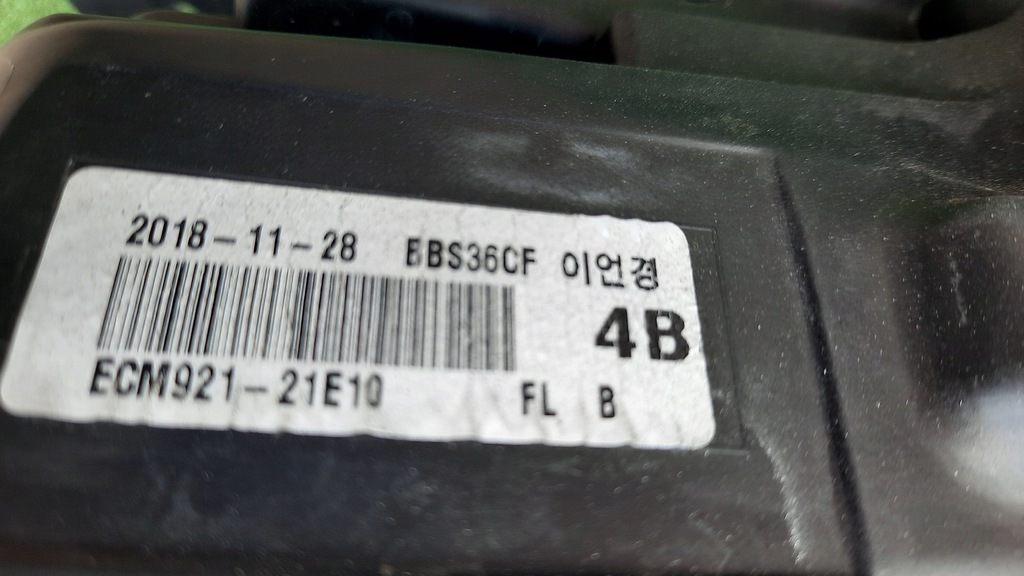 2018-11-28 BBS36CF 이언경
4B
ECM921-21E10 FL B